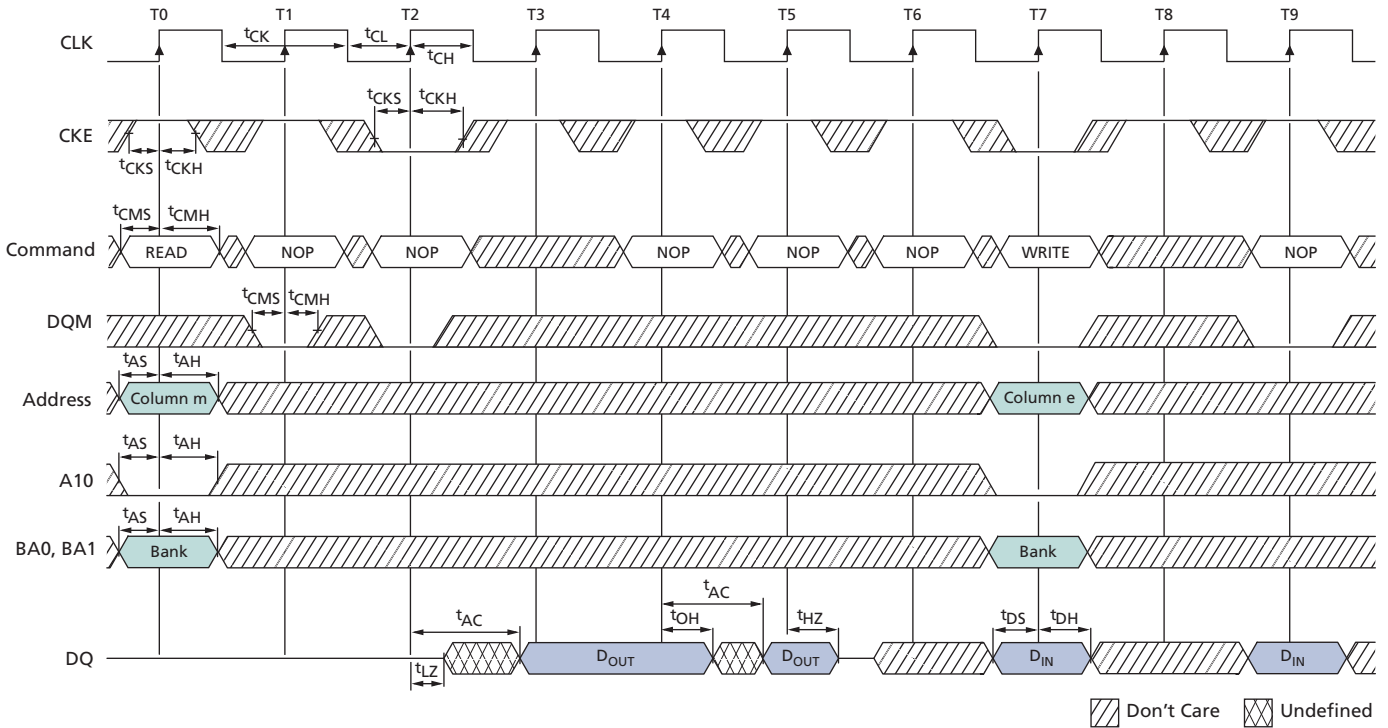 T0 T1 T2 T3 T4 T5 T6 T7 T8 T9
CLK
tCK tCL
tCH
tCKS tCKH
CKE
tCKS tCKH
tCMS tCMH
Command READ NOP NOP NOP NOP NOP WRITE NOP
tCMS tCMH
DQM
tAS tAH
Address Column m Column e
tAS tAH
A10
tAS tAH
BA0, BA1 Bank Bank
tAC tAC tOH tHZ tDS tDH
DQ DOUT DOUT DIN DIN
tLZ
Don't Care Undefined